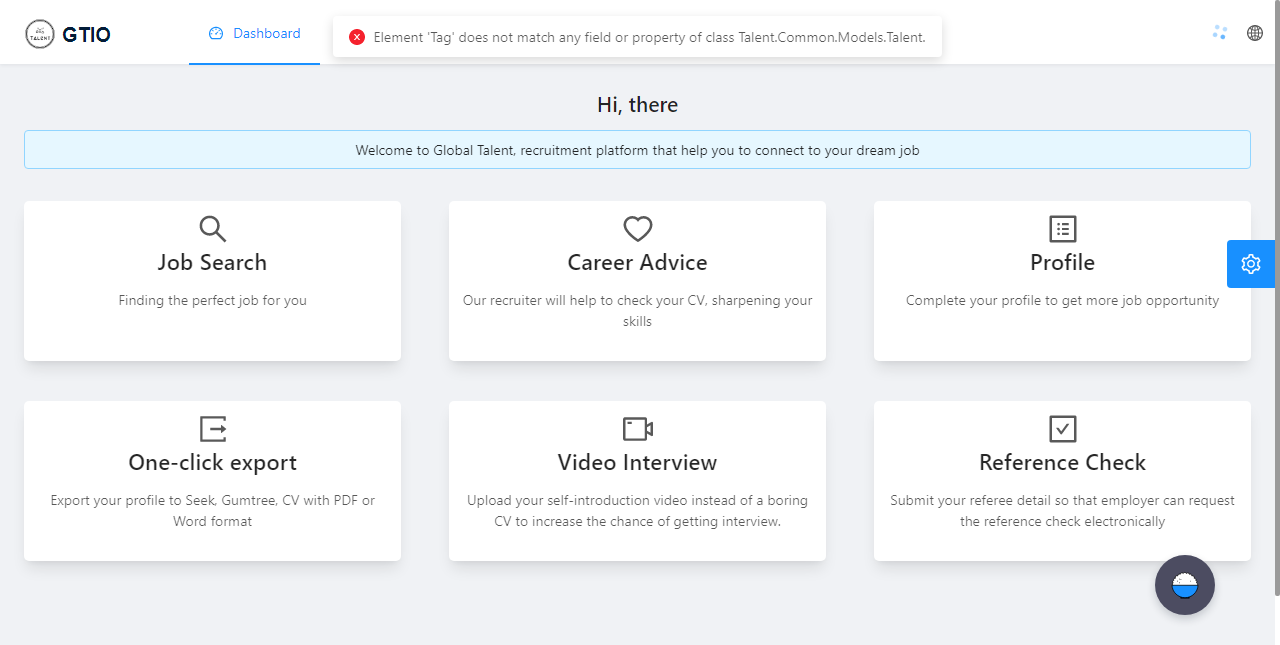 TALENT
GTIO
Dashboard
Element 'Tag' does not match any field or property of class Talent.Common.Models.Talent.
Hi, there
Welcome to Global Talent, recruitment platform that help you to connect to your dream job
Job Search
Finding the perfect job for you
Career Advice
Our recruiter will help to check your CV, sharpening your
skills
Profile
Complete your profile to get more job opportunity
One-click export
Export your profile to Seek, Gumtree, CV with PDF or
Word format
Video Interview
Upload your self-introduction video instead of a boring
CV to increase the chance of getting interview.
Reference Check
Submit your referee detail so that employer can request
the reference check electronically